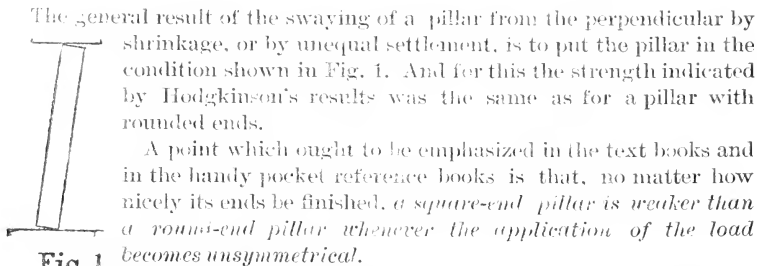 The general result of the swaying of a pillar from the perpendicular by
shrinkage, or by unequal settlement, is to put the pillar in the
condition shown in Fig. 1. And for this the strength indicated
by Hodgkinson's results was the same as for a pillar with
rounded ends.
A point which ought to be emphasized in the text books and
in the handy pocket reference books is that, no matter how
nicely its ends be finished, a square-end pillar is weaker than
a round-end pillar whenever the application of the load
becomes unsymmetrical.
Fig 1